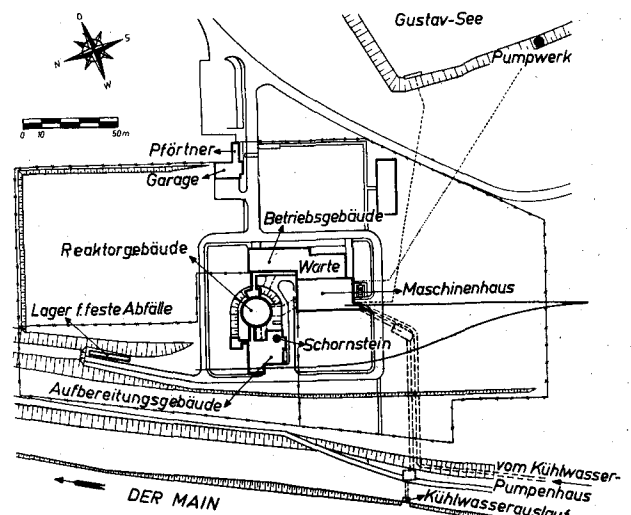 Gustav-See
O
S
N
W
Pumpwerk
0 10 50m
Pförtner
Garage
Betriebsgebäude
Reaktorgebäude
Warte
Maschinenhaus
Lager f. feste Abfälle
Schornstein
Aufbereitungsgebäude
vom Kühlwasser-
Pumpenhaus
DER MAIN
Kühlwasserauslauf